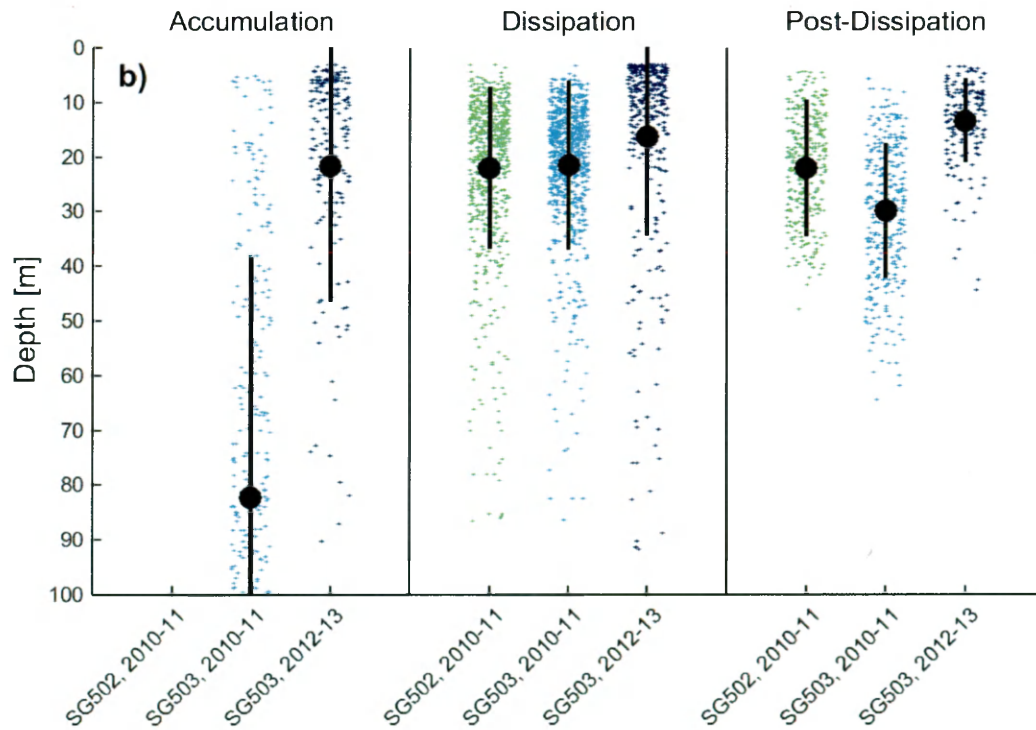 Accumulation Dissipation Post-Dissipation
b)
Depth [m]
0
10
20
30
40
50
60
70
80
90
100
SG502, 2010-11
SG503, 2010-11
SG503, 2012-13
SG502, 2010-11
SG503, 2010-11
SG503, 2012-13
SG502, 2010-11
SG503, 2010-11
SG503, 2012-13